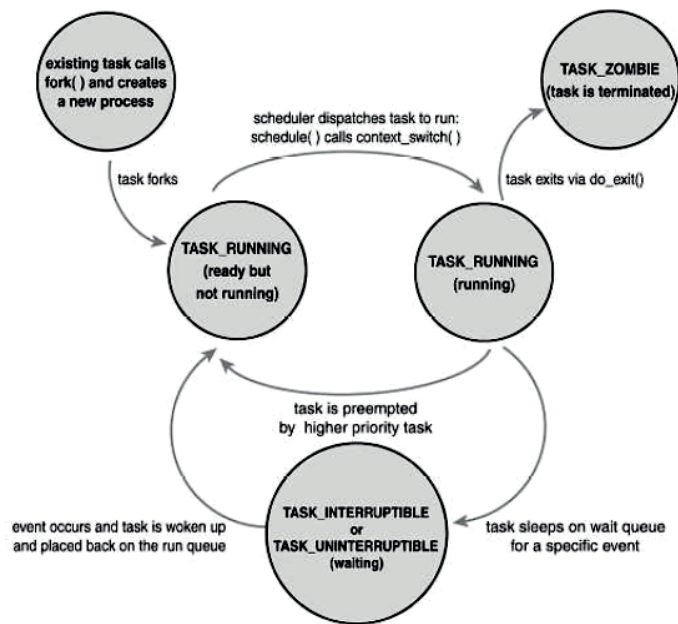 existing task calls
fork( ) and creates
a new process
TASK_ZOMBIE
(task is terminated)
scheduler dispatches task to run:
schedule( ) calls context_switch( )
task forks
task exits via do_exit()
TASK_RUNNING
(ready but
not running)
TASK_RUNNING
(running)
task is preempted
by higher priority task
TASK_INTERRUPTIBLE
or
TASK_UNINTERRUPTIBLE
(waiting)
event occurs and task is woken up
and placed back on the run queue
task sleeps on wait queue
for a specific event